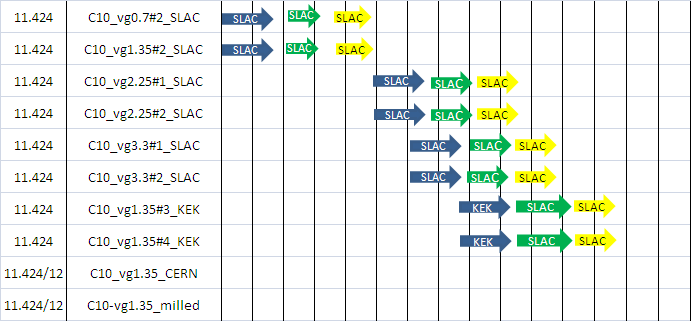 11.424 C10_vg0.7#2_SLAC SLAC SLAC SLAC
11.424 C10_vg1.35#2_SLAC SLAC SLAC SLAC
11.424 C10_vg2.25#1_SLAC SLAC SLAC SLAC
11.424 C10_vg2.25#2_SLAC SLAC SLAC SLAC
11.424 C10_vg3.3#1_SLAC SLAC SLAC SLAC
11.424 C10_vg3.3#2_SLAC SLAC SLAC SLAC
11.424 C10_vg1.35#3_KEK KEK SLAC SLAC
11.424 C10_vg1.35#4_KEK KEK SLAC SLAC
11.424/12 C10_vg1.35_CERN
11.424/12 C10-vg1.35_milled